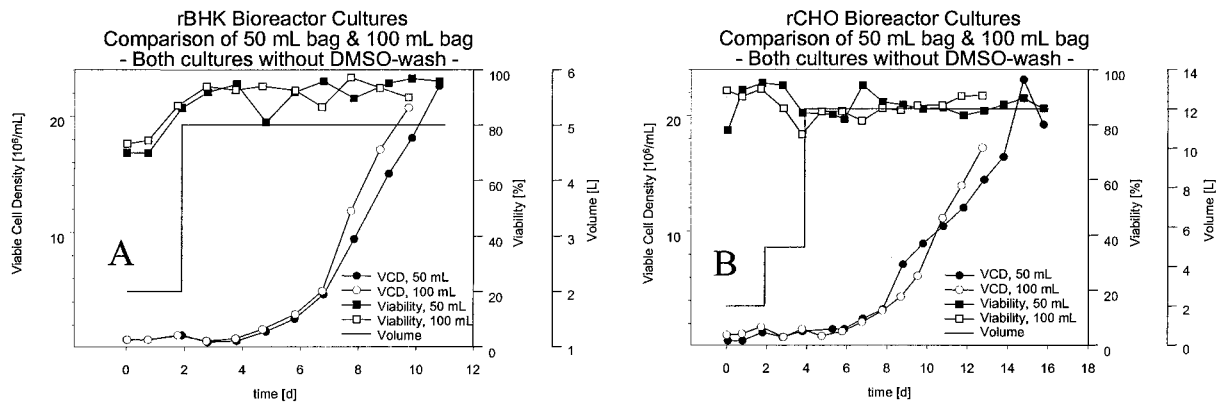 rBHK Bioreactor Cultures
Comparison of 50 mL bag & 100 mL bag
- Both cultures without DMSO-wash -
Viable Cell Density [10⁶/mL]
20
10
A
VCD, 50 mL
VCD, 100 mL
Viability, 50 mL
Viability, 100 mL
Volume
0 2 4 6 8 10 12
time [d]
100
80
60
40
20
0
Viability [%]
6
5
4
3
2
1
Volume [L]
rCHO Bioreactor Cultures
Comparison of 50 mL bag & 100 mL bag
- Both cultures without DMSO-wash -
Viable Cell Density [10⁶/mL]
20
10
B
VCD, 50 mL
VCD, 100 mL
Viability, 50 mL
Viability, 100 mL
Volume
0 2 4 6 8 10 12 14 16 18
time [d]
100
80
60
40
20
0
Viability [%]
14
12
10
8
6
4
2
0
Volume [L]